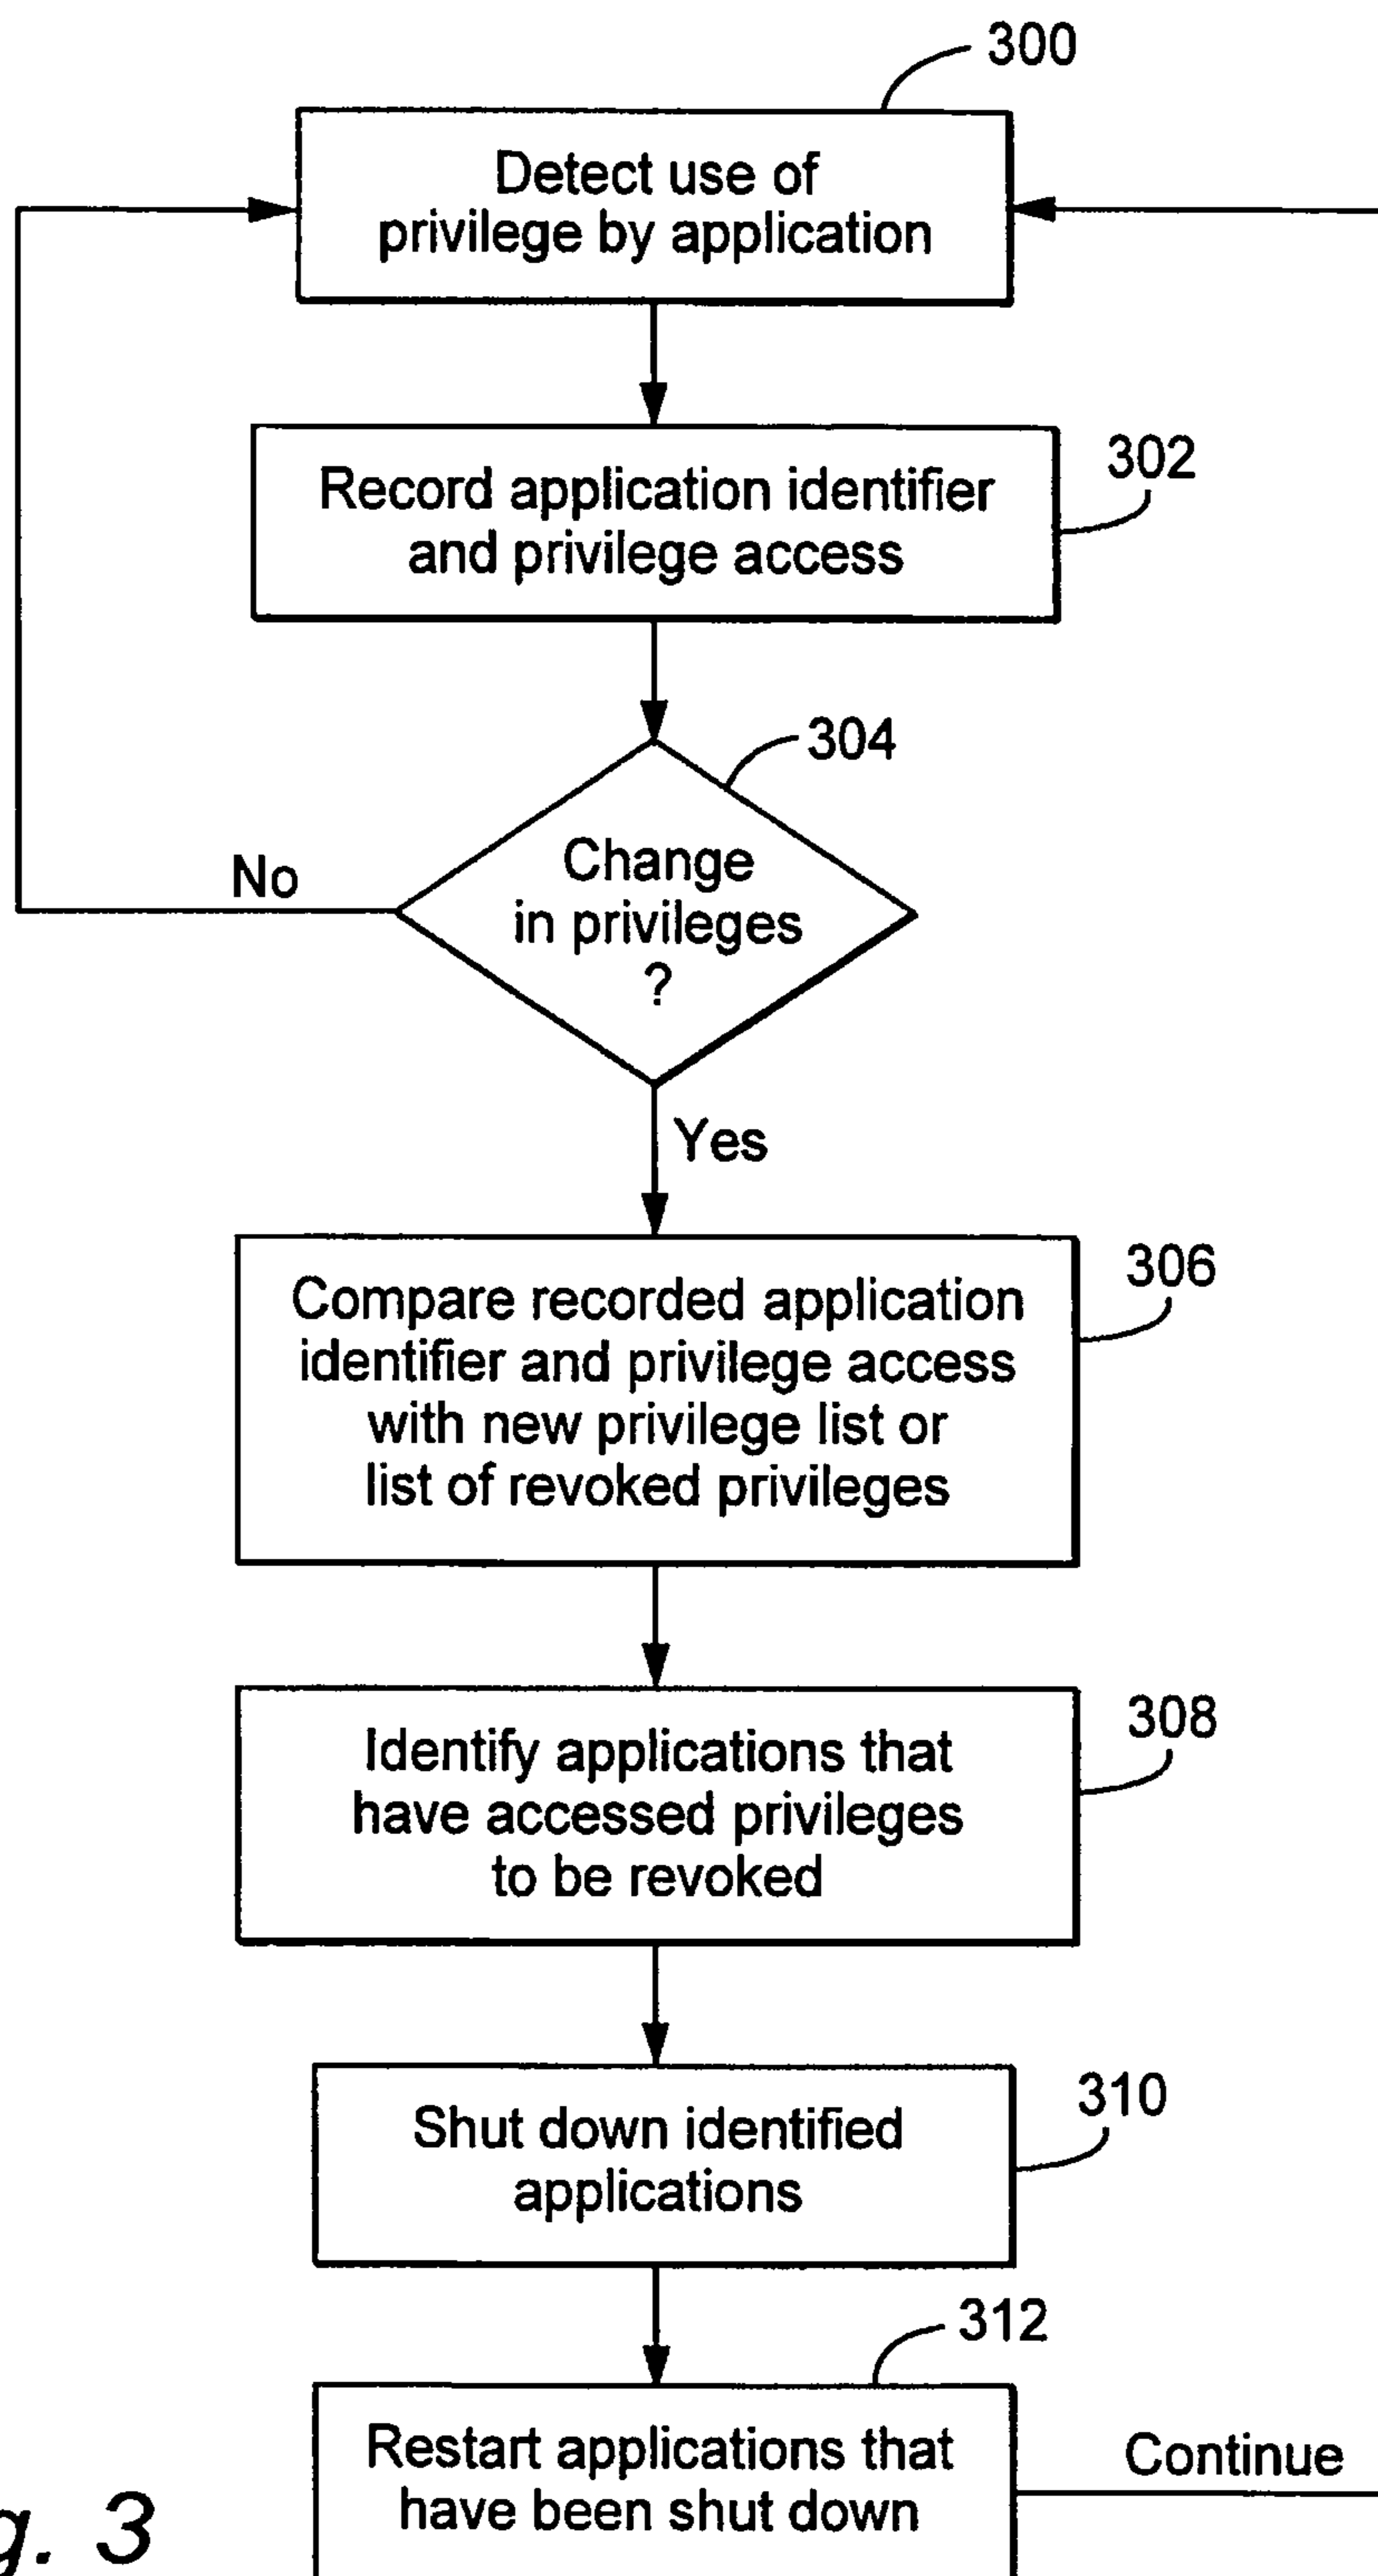 300
Detect use of
privilege by application
302
Record application identifier
and privilege access
304
Change
in privileges
?
No
Yes
306
Compare recorded application
identifier and privilege access
with new privilege list or
list of revoked privileges
308
Identify applications that
have accessed privileges
to be revoked
310
Shut down identified
applications
312
Restart applications that
have been shut down
Continue
g. 3